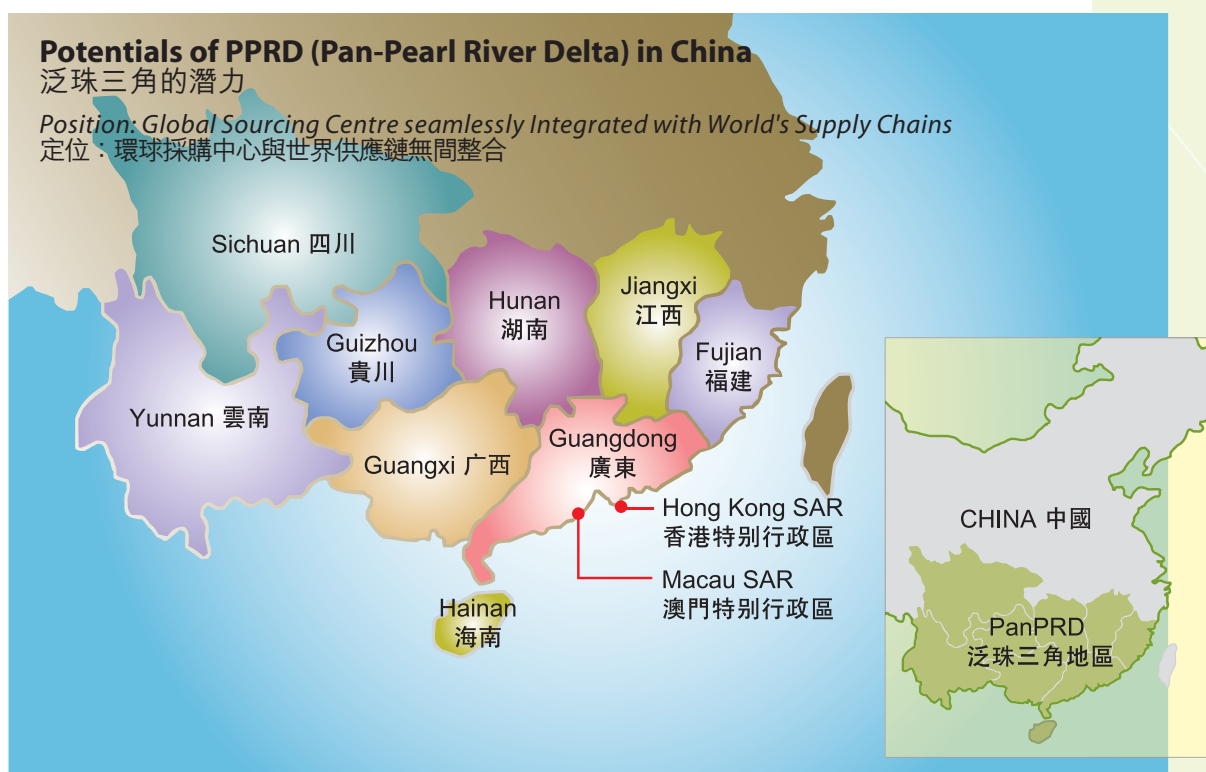 Potentials of PPRD (Pan-Pearl River Delta) in China
泛珠三角的潛力
Position: Global Sourcing Centre seamlessly Integrated with World's Supply Chains
定位：環球採購中心與世界供應鏈無間整合
Sichuan 四川
Hunan
湖南
Jiangxi
江西
Guizhou
貴川
Fujian
福建
Yunnan 雲南
Guangxi 广西
Guangdong
廣東
Hong Kong SAR
香港特别行政區
Macau SAR
澳門特别行政區
Hainan
海南
CHINA 中國
PanPRD
泛珠三角地區